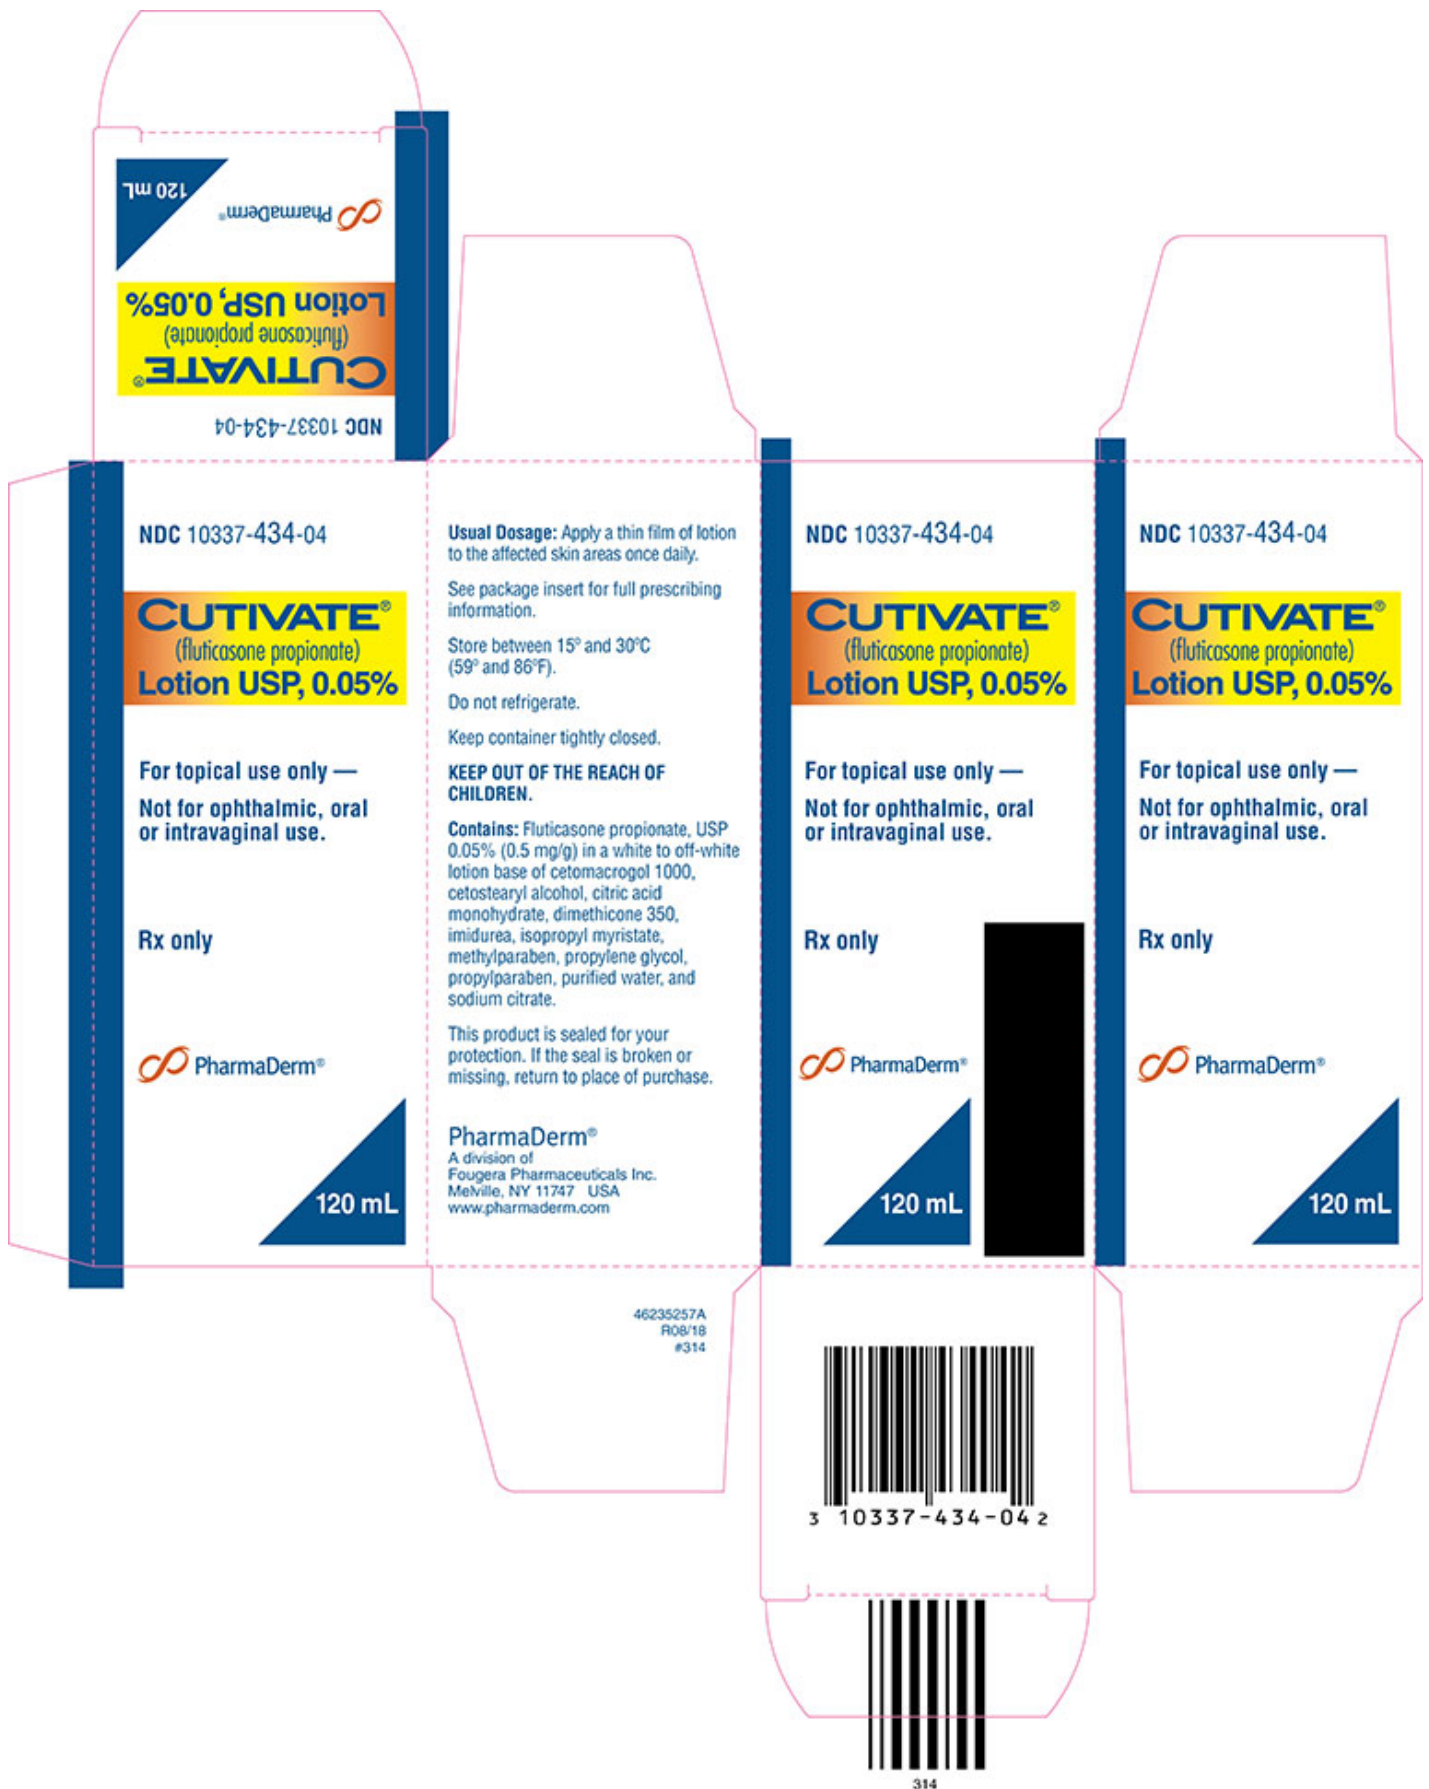 120 mL
PharmaDerm®
Lotion USP, 0.05%
(fluticasone propionate)
CUTIVATE®
NDC 10337-434-04
NDC 10337-434-04
CUTIVATE®
(fluticasone propionate)
Lotion USP, 0.05%
For topical use only —
Not for ophthalmic, oral
or intravaginal use.
Rx only
PharmaDerm®
120 mL
Usual Dosage: Apply a thin film of lotion
to the affected skin areas once daily.
See package insert for full prescribing
information.
Store between 15° and 30°C
(59° and 86°F).
Do not refrigerate.
Keep container tightly closed.
KEEP OUT OF THE REACH OF
CHILDREN.
Contains: Fluticasone propionate, USP
0.05% (0.5 mg/g) in a white to off-white
lotion base of cetomacrogol 1000,
cetostearyl alcohol, citric acid
monohydrate, dimethicone 350,
imidurea, isopropyl myristate,
methylparaben, propylene glycol,
propylparaben, purified water, and
sodium citrate.
This product is sealed for your
protection. If the seal is broken or
missing, return to place of purchase.
PharmaDerm®
A division of
Fougera Pharmaceuticals Inc.
Melville, NY 11747 USA
www.pharmaderm.com
46235257A
R08/18
#314
NDC 10337-434-04
CUTIVATE®
(fluticasone propionate)
Lotion USP, 0.05%
For topical use only —
Not for ophthalmic, oral
or intravaginal use.
Rx only
PharmaDerm®
120 mL
3 10337-434-04 2
314
NDC 10337-434-04
CUTIVATE®
(fluticasone propionate)
Lotion USP, 0.05%
For topical use only —
Not for ophthalmic, oral
or intravaginal use.
Rx only
PharmaDerm®
120 mL